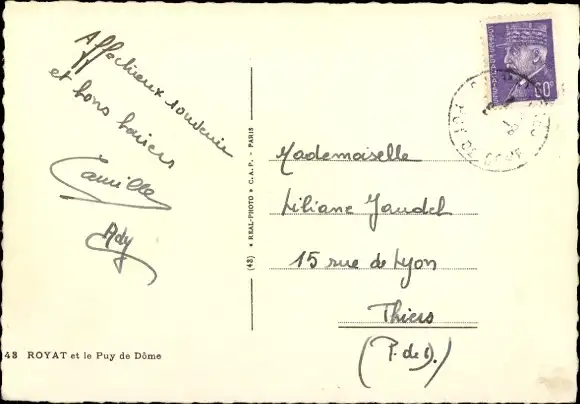 Affectueux souvenir
et bons baisers
Camille
Ady
43 ROYAT et le Puy de Dôme
(43) * REAL-PHOTO * C.A.P. - PARIS
Mademoiselle
Liliane Jaudel
15 rue de Lyon
Thiers
(P. de D.)
60c